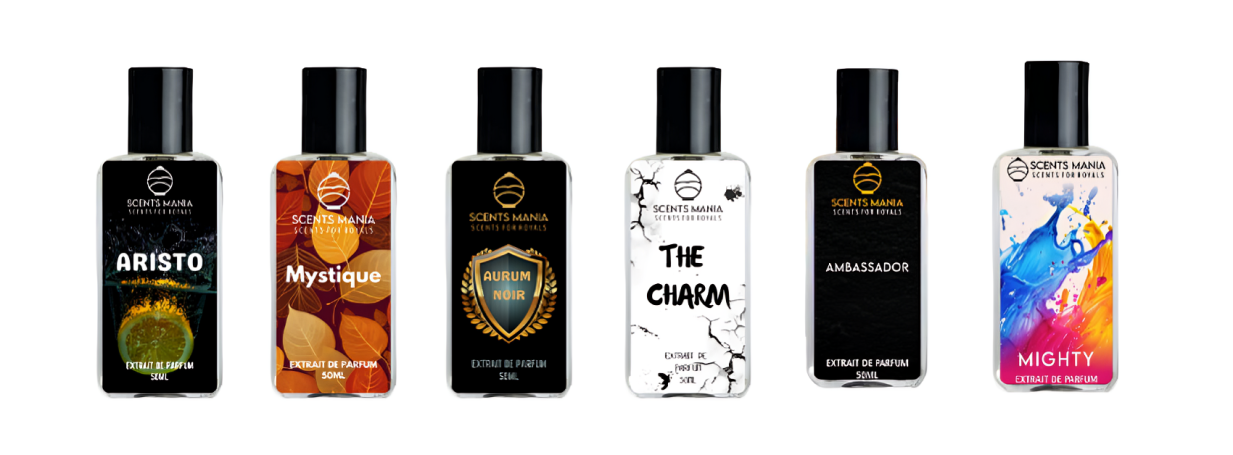 SCENTS MANIA
SCENTS FOR ROYALS
ARISTO
EXTRAIT DE PARFUM
50ML
SCENTS MANIA
SCENTS FOR ROYALS
Mystique
EXTRAIT DE PARFUM
50ML
SCENTS MANIA
SCENTS FOR ROYALS
AURUM
NOIR
EXTRAIT DE PARFUM
50ML
SCENTS MANIA
SCENTS FOR ROYALS
THE
CHARM
EXTRAIT DE
PARFUM
50ML
SCENTS MANIA
SCENTS FOR ROYALS
AMBASSADOR
EXTRAIT DE PARFUM
50ML
SCENTS MANIA
SCENTS FOR ROYALS
MIGHTY
EXTRAIT DE PARFUM